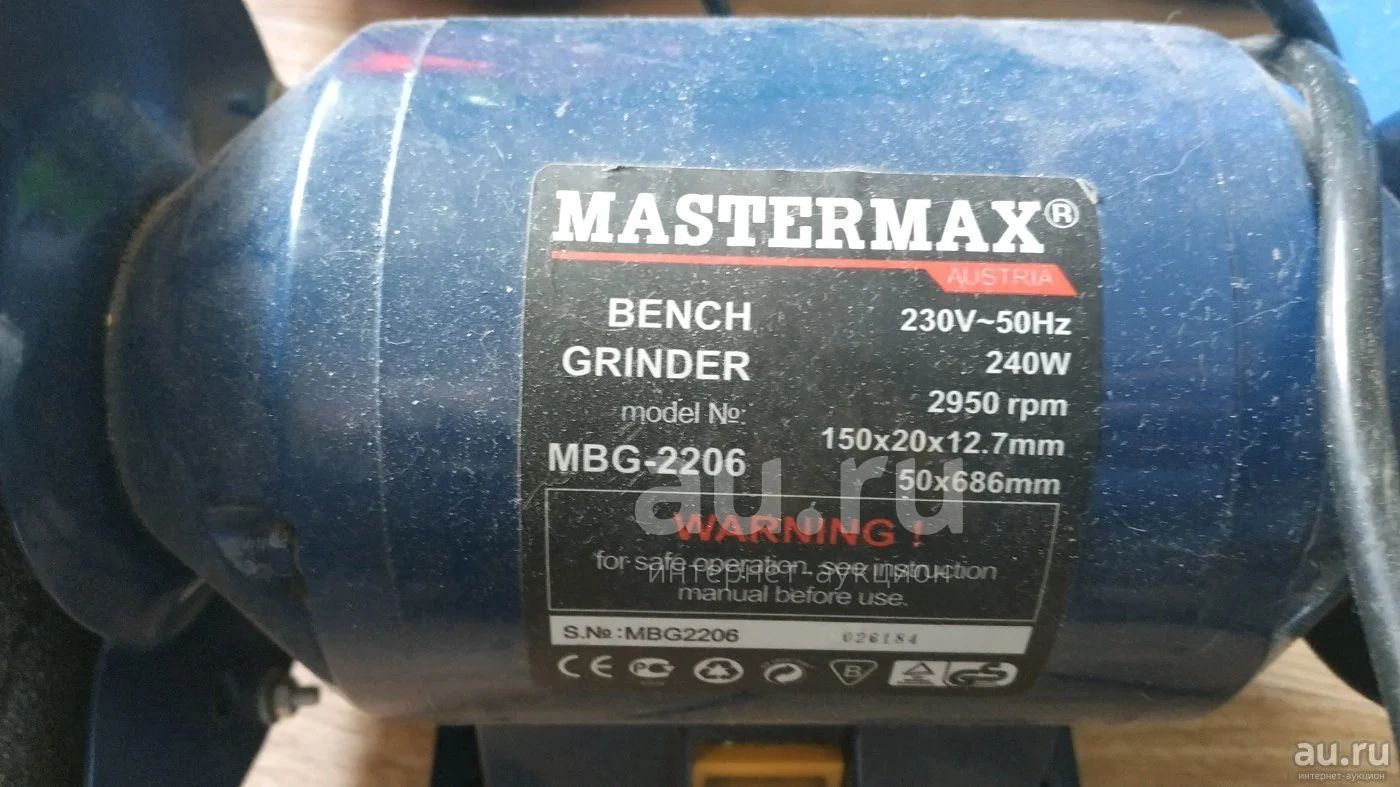 MASTERMAX®
AUSTRIA
BENCH
GRINDER
model №:
MBG-2206
230V~50Hz
240W
2950 rpm
150x20x12.7mm
50x686mm
WARNING !
for safe operation, see instruction
manual before use.
S.№ :MBG2206 026184
CE
au.ru
интернет-аукцион
au.ru
интернет-аукцион